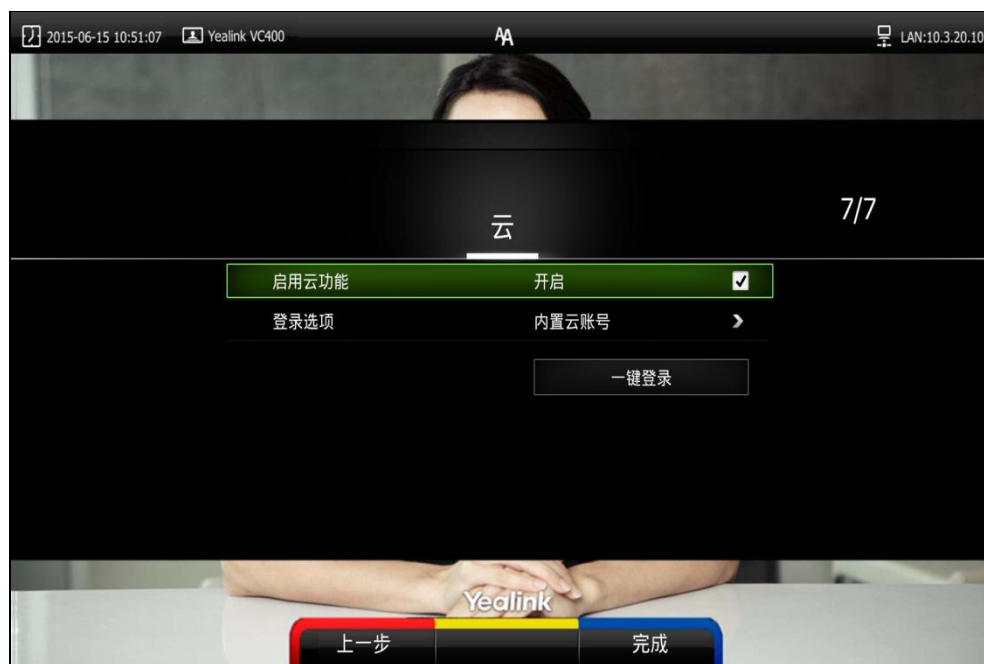 2015-06-15 10:51:07 Yealink VC400 AA LAN:10.3.20.10
云 7/7
启用云功能 开启
登录选项 内置云账号
一键登录
Yealink
上一步 完成